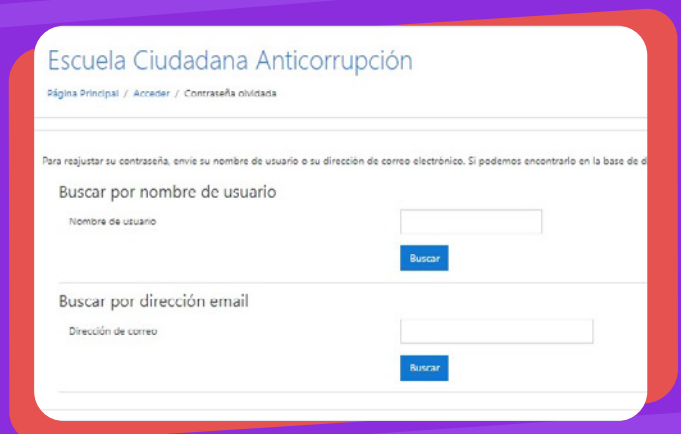 Escuela Ciudadana Anticorrupción
Página Principal / Acceder / Contraseña olvidada
Para reajustar su contraseña, envíe su nombre de usuario o su dirección de correo electrónico. Si podemos encontrarlo en la base de d
Buscar por nombre de usuario
Nombre de usuario
Buscar
Buscar por dirección email
Dirección de correo
Buscar